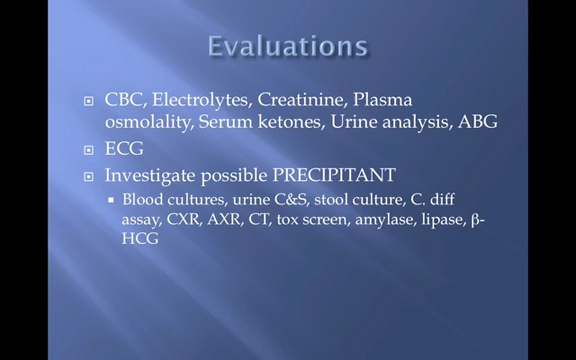 Evaluations
CBC, Electrolytes, Creatinine, Plasma
osmolality, Serum ketones, Urine analysis, ABG
ECG
Investigate possible PRECIPITANT
Blood cultures, urine C&S, stool culture, C. diff
assay, CXR, AXR, CT, tox screen, amylase, lipase, β-
HCG